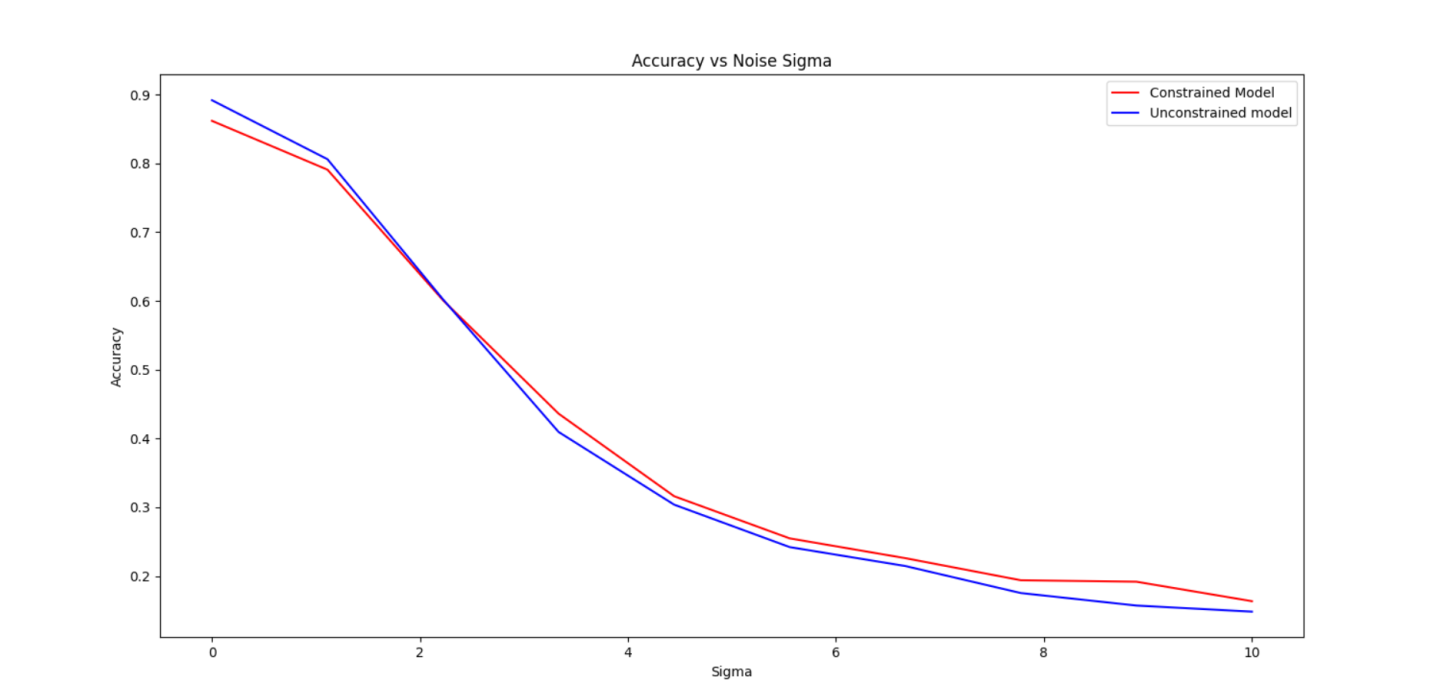 Accuracy vs Noise Sigma
Constrained Model
Unconstrained model
Accuracy
0.9
0.8
0.7
0.6
0.5
0.4
0.3
0.2
0 2 4 6 8 10
Sigma